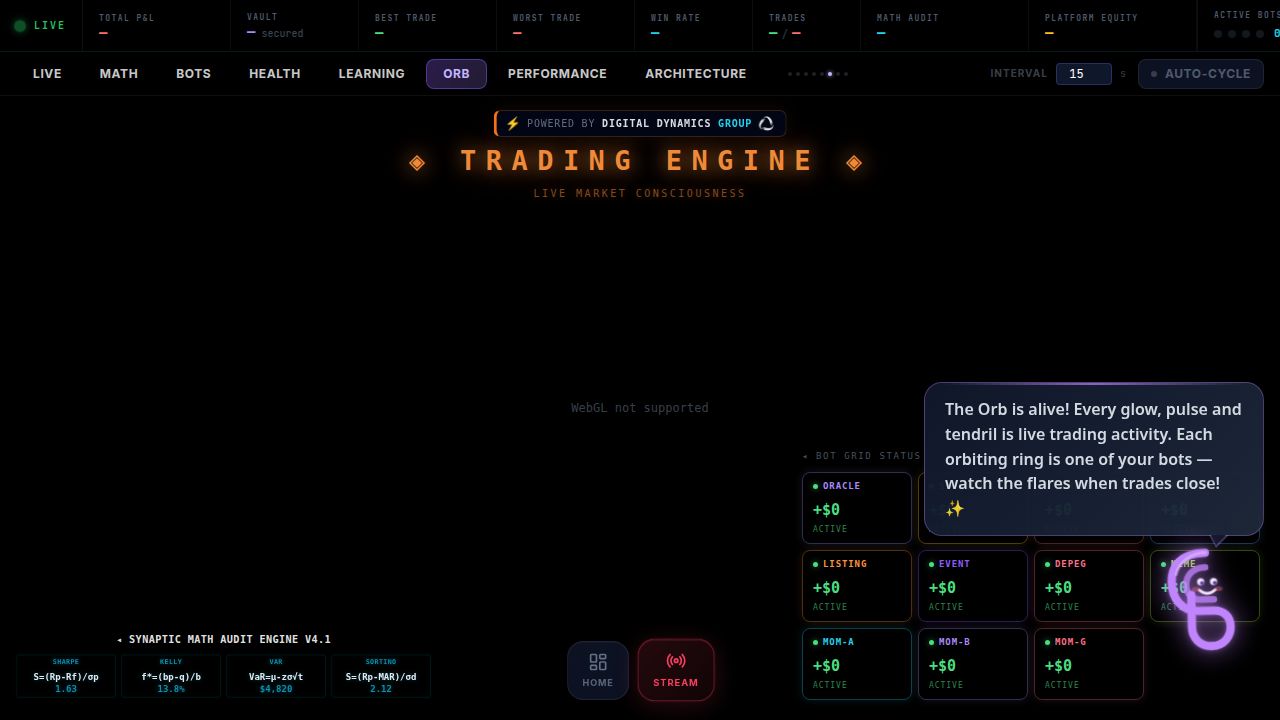 LIVE
TOTAL P&L
VAULT
secured
BEST TRADE
WORST TRADE
WIN RATE
TRADES
/
MATH AUDIT
PLATFORM EQUITY
ACTIVE BOTS
LIVE MATH BOTS HEALTH LEARNING ORB PERFORMANCE ARCHITECTURE
INTERVAL 15 s AUTO-CYCLE
⚡ POWERED BY DIGITAL DYNAMICS GROUP
◈ TRADING ENGINE ◈
LIVE MARKET CONSCIOUSNESS
WebGL not supported
The Orb is alive! Every glow, pulse and
tendril is live trading activity. Each
orbiting ring is one of your bots —
watch the flares when trades close!
✨
◂ BOT GRID STATUS
ORACLE
+$0
ACTIVE
LISTING
+$0
ACTIVE
EVENT
+$0
ACTIVE
DEPEG
+$0
ACTIVE
MOM-A
+$0
ACTIVE
MOM-B
+$0
ACTIVE
MOM-G
+$0
ACTIVE
◂ SYNAPTIC MATH AUDIT ENGINE V4.1
SHARPE
S=(Rp-Rf)/σp
1.63
KELLY
f*=(bp-q)/b
13.8%
VAR
VaR=μ-zσ√t
$4,820
SORTINO
S=(Rp-MAR)/σd
2.12
HOME
STREAM